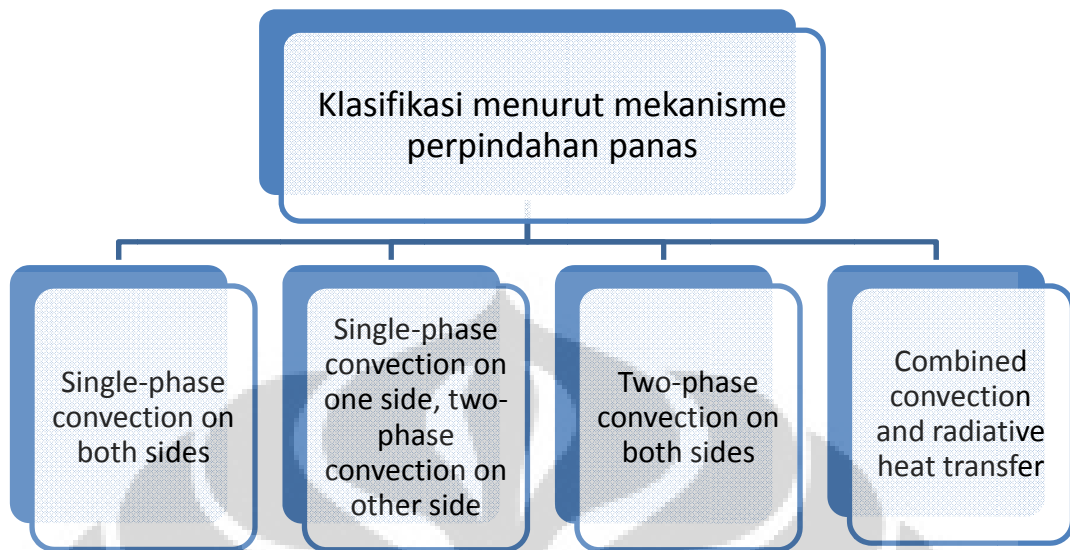 Klasifikasi menurut mekanisme
perpindahan panas
Single-phase
convection on
both sides
Single-phase
convection on
one side, two-
phase
convection on
other side
Two-phase
convection on
both sides
Combined
convection
and radiative
heat transfer